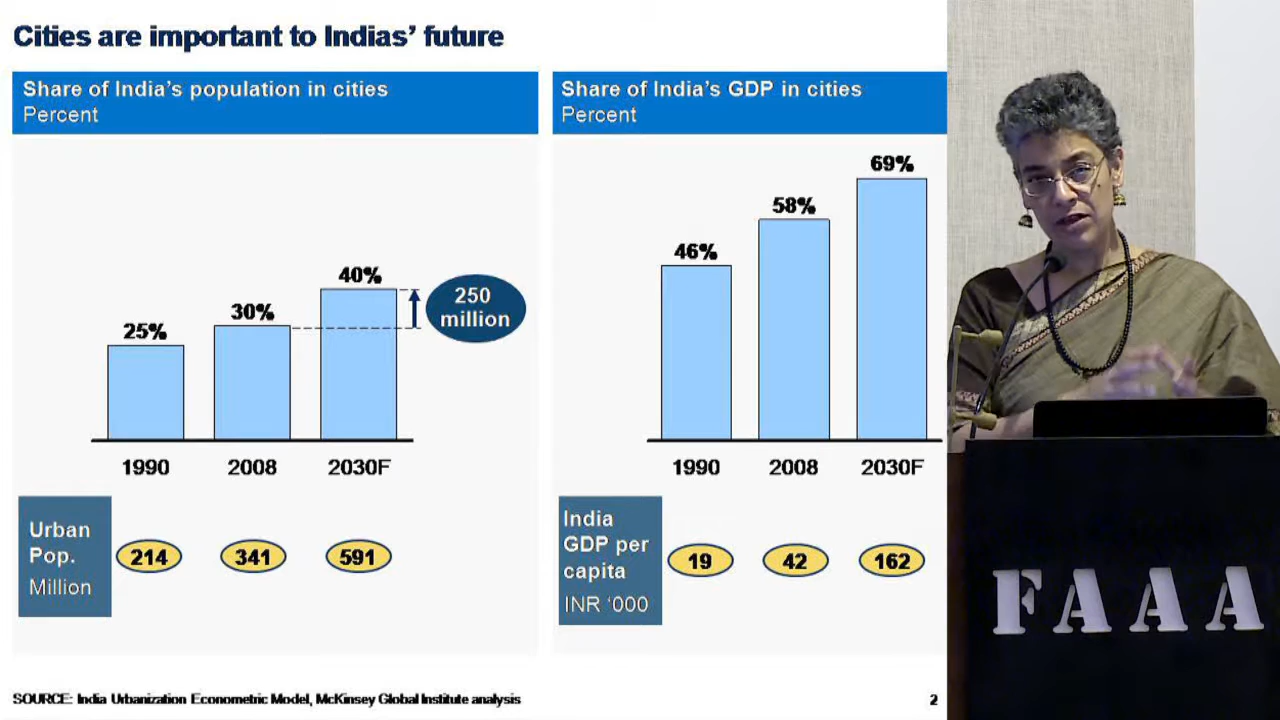 Cities are important to Indias' future
Share of India's population in cities
Percent
25%
30%
40%
250
million
1990
2008
2030F
Urban
Pop.
Million
214
341
591
Share of India's GDP in cities
Percent
46%
58%
69%
1990
2008
2030F
India
GDP per
capita
INR '000
19
42
162
SOURCE: India Urbanization Econometric Model, McKinsey Global Institute analysis
2
FAAA